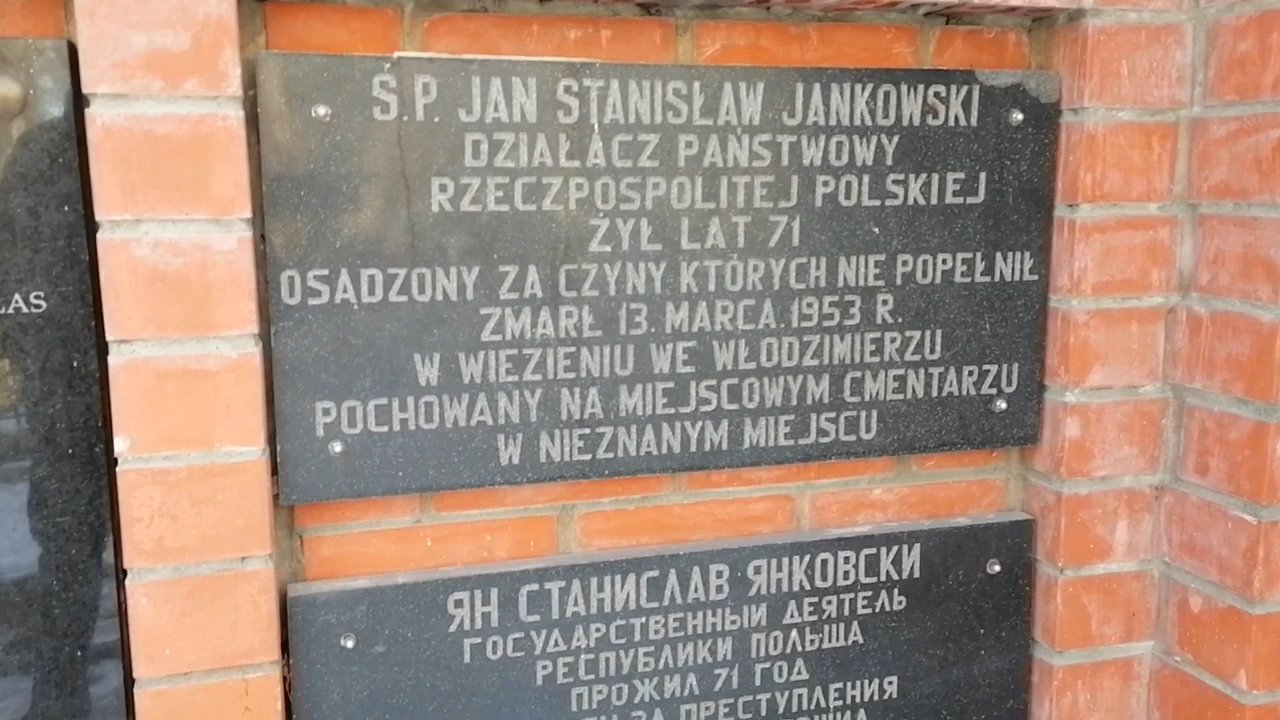 LAS
Ś.P. JAN STANISŁAW JANKOWSKI
DZIAŁACZ PAŃSTWOWY
RZECZPOSPOLITEJ POLSKIEJ
ŻYŁ LAT 71
OSĄDZONY ZA CZYNY KTÓRYCH NIE POPEŁNIŁ
ZMARŁ 13. MARCA.1953 R.
W WIEZIENIU WE WŁODZIMIERZU
POCHOWANY NA MIEJSCOWYM CMENTARZU
W NIEZNANYM MIEJSCU
ЯН СТАНИСЛАВ ЯНКОВСКИ
ГОСУДАРСТВЕННЫЙ ДЕЯТЕЛЬ
РЕСПУБЛИКИ ПОЛЬША
ПРОЖИЛ 71 ГОД
ЗА ПРЕСТУПЛЕНИЯ